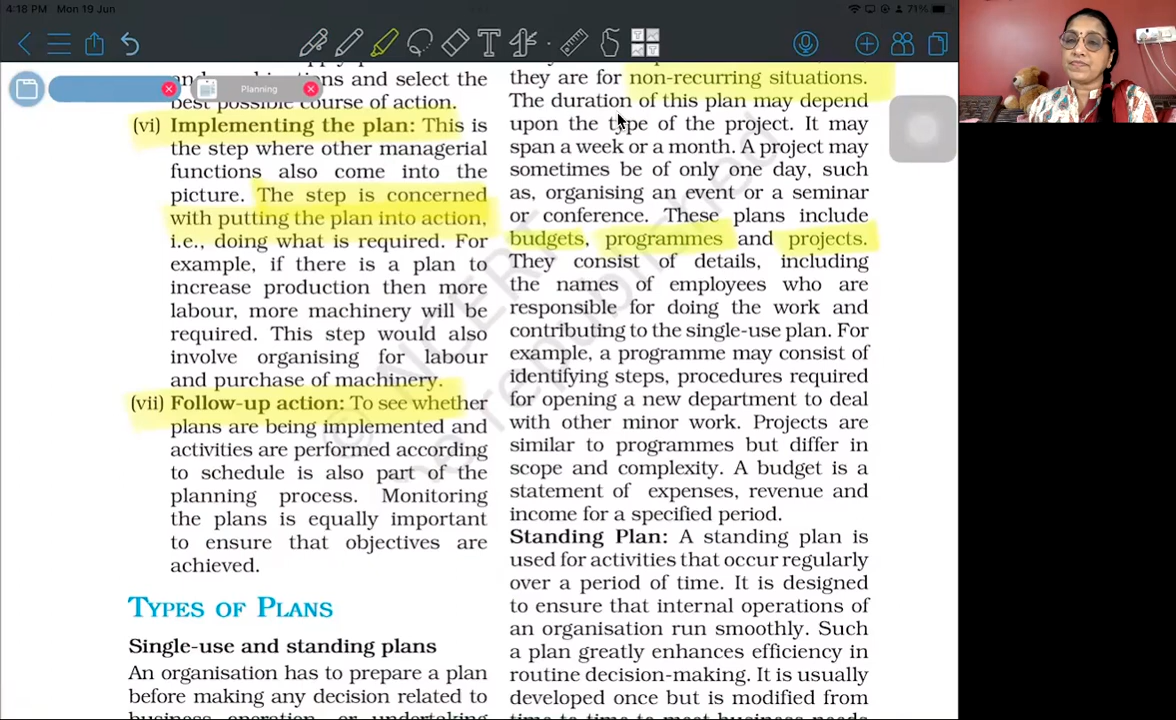 4:18 PM Mon 19 Jun
71%
Planning
and select the
best possible course of action.
(vi) Implementing the plan: This is
the step where other managerial
functions also come into the
picture. The step is concerned
with putting the plan into action,
i.e., doing what is required. For
example, if there is a plan to
increase production then more
labour, more machinery will be
required. This step would also
involve organising for labour
and purchase of machinery.
(vii) Follow-up action: To see whether
plans are being implemented and
activities are performed according
to schedule is also part of the
planning process. Monitoring
the plans is equally important
to ensure that objectives are
achieved.
TYPES OF PLANS
Single-use and standing plans
An organisation has to prepare a plan
before making any decision related to
business operation, or undertaking
they are for non-recurring situations.
The duration of this plan may depend
upon the type of the project. It may
span a week or a month. A project may
sometimes be of only one day, such
as, organising an event or a seminar
or conference. These plans include
budgets, programmes and projects.
They consist of details, including
the names of employees who are
responsible for doing the work and
contributing to the single-use plan. For
example, a programme may consist of
identifying steps, procedures required
for opening a new department to deal
with other minor work. Projects are
similar to programmes but differ in
scope and complexity. A budget is a
statement of expenses, revenue and
income for a specified period.
Standing Plan: A standing plan is
used for activities that occur regularly
over a period of time. It is designed
to ensure that internal operations of
an organisation run smoothly. Such
a plan greatly enhances efficiency in
routine decision-making. It is usually
developed once but is modified from
time to time to meet business needs
© NCERT
be republished